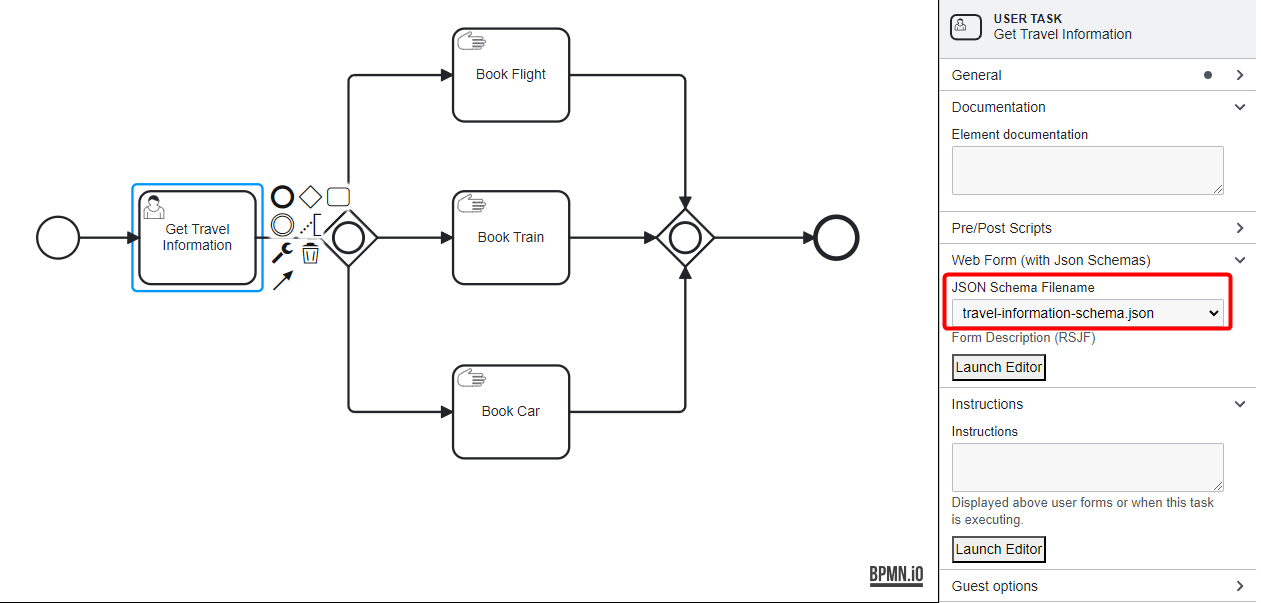 Book Flight
Get Travel
Information
Book Train
Book Car
BPMN.iO
USER TASK
Get Travel Information
General
Documentation
Element documentation
Pre/Post Scripts
Web Form (with Json Schemas)
JSON Schema Filename
travel-information-schema.json
Form Description (RSJF)
Launch Editor
Instructions
Instructions
Displayed above user forms or when this task
is executing.
Launch Editor
Guest options